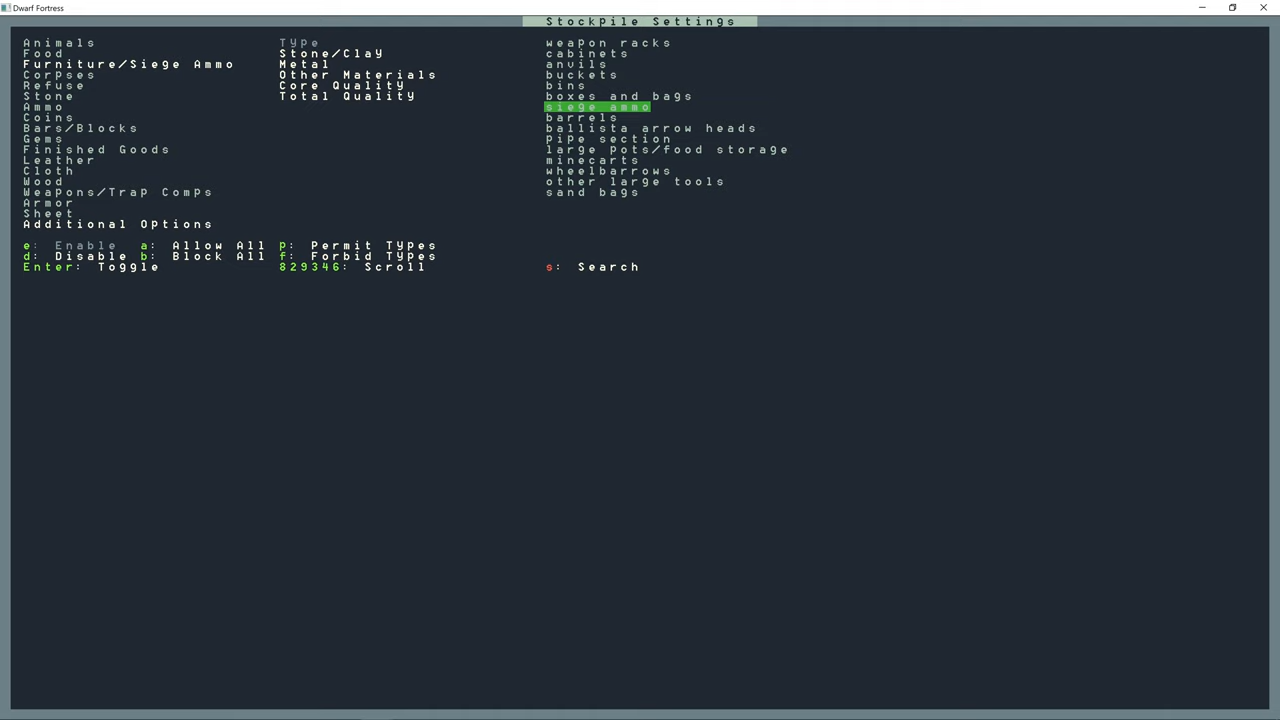 Dwarf Fortress
Stockpile Settings
Animals
Food
Furniture/Siege Ammo
Corpses
Refuse
Stone
Ammo
Coins
Bars/Blocks
Gems
Finished Goods
Leather
Cloth
Wood
Weapons/Trap Comps
Armor
Sheet
Additional Options
Type
Stone/Clay
Metal
Other Materials
Core Quality
Total Quality
weapon racks
cabinets
anvils
buckets
bins
boxes and bags
siege ammo
barrels
ballista arrow heads
pipe section
large pots/food storage
minecarts
wheelbarrows
other large tools
sand bags
e: Enable a: Allow All p: Permit Types
d: Disable b: Block All f: Forbid Types
Enter: Toggle 829346: Scroll s: Search